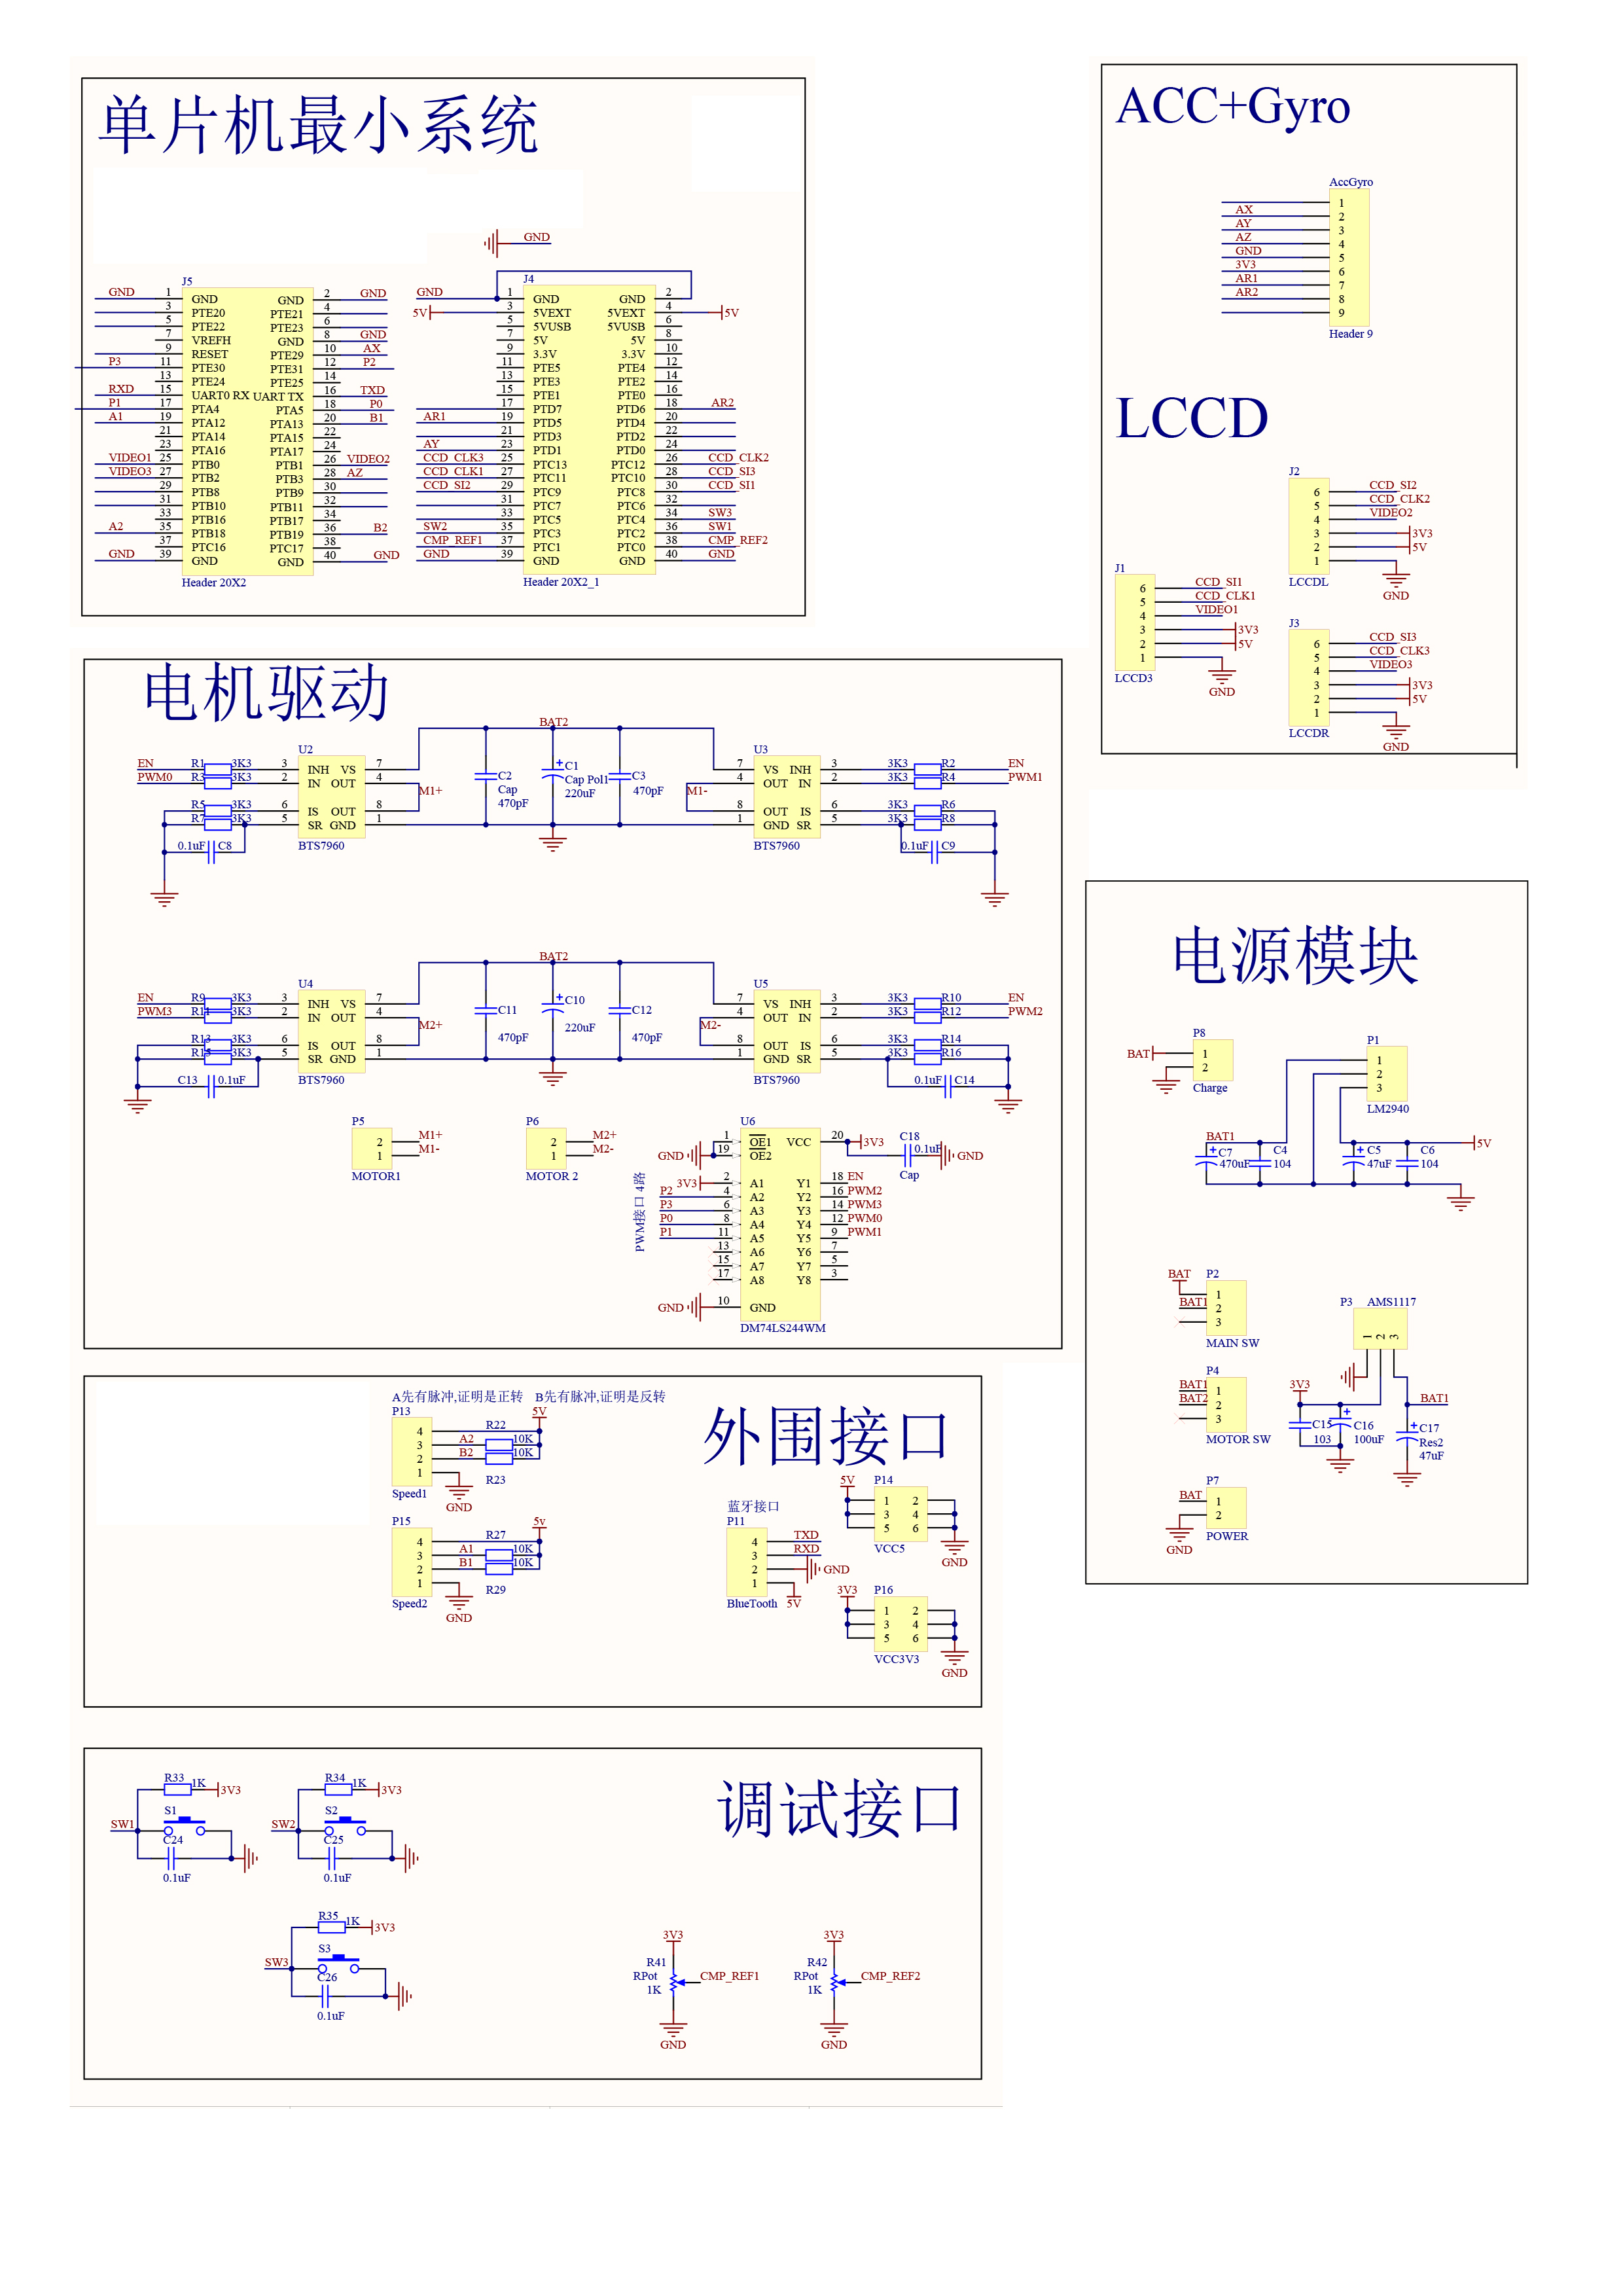 单片机最小系统
GND
J5
GND 1 GND GND 2 GND
3 PTE20 PTE21 4
5 PTE22 PTE23 6
7 VREFH GND 8 GND
9 RESET PTE29 10 AX
P3 11 PTE30 PTE31 12 P2
13 PTE24 PTE25 14
RXD 15 UART0 RX UART TX 16 TXD
P1 17 PTA4 PTA5 18 P0
A1 19 PTA12 PTA13 20 B1
21 PTA14 PTA15 22
23 PTA16 PTA17 24
VIDEO1 25 PTB0 PTB1 26 VIDEO2
VIDEO3 27 PTB2 PTB3 28 AZ
29 PTB8 PTB9 30
31 PTB10 PTB11 32
33 PTB16 PTB17 34
A2 35 PTB18 PTB19 36 B2
37 PTC16 PTC17 38
GND 39 GND GND 40 GND
Header 20X2
J4
GND 1 GND GND 2
5V 3 5VEXT 5VEXT 4 5V
5 5VUSB 5VUSB 6
7 5V 5V 8
9 3.3V 3.3V 10
11 PTE5 PTE4 12
13 PTE3 PTE2 14
15 PTE1 PTE0 16
17 PTD7 PTD6 18 AR2
AR1 19 PTD5 PTD4 20
21 PTD3 PTD2 22
AY 23 PTD1 PTD0 24
CCD_CLK3 25 PTC13 PTC12 26 CCD_CLK2
CCD_CLK1 27 PTC11 PTC10 28 CCD_SI3
CCD_SI2 29 PTC9 PTC8 30 CCD_SI1
31 PTC7 PTC6 32
33 PTC5 PTC4 34 SW3
SW2 35 PTC3 PTC2 36 SW1
CMP_REF1 37 PTC1 PTC0 38 CMP_REF2
GND 39 GND GND 40 GND
Header 20X2_1
ACC+Gyro
AccGyro
1
AX 2
AY 3
AZ 4
GND 5
3V3 6
AR1 7
AR2 8
9
Header 9
LCCD
J2
6 CCD_SI2
5 CCD_CLK2
4 VIDEO2
3 3V3
2 5V
1
LCCDL
GND
J1
6 CCD_SI1
5 CCD_CLK1
4 VIDEO1
3 3V3
2 5V
1
LCCD3
GND
J3
6 CCD_SI3
5 CCD_CLK3
4 VIDEO3
3 3V3
2 5V
1
LCCDR
GND
电机驱动
BAT2
U2
EN R1 3K3 3 INH VS 7
PWM0 R3 3K3 2 IN OUT 4
M1+
R5 3K3 6 IS OUT 8
R7 3K3 5 SR GND 1
0.1uF C8
BTS7960
C2
Cap
470pF
C1
Cap Pol1
220uF
C3
470pF
U3
7 VS INH 3 3K3 R2 EN
4 OUT IN 2 3K3 R4 PWM1
M1-
8 OUT IS 6 3K3 R6
1 GND SR 5 3K3 R8
0.1uF C9
BTS7960
BAT2
U4
EN R9 3K3 3 INH VS 7
PWM3 R11 3K3 2 IN OUT 4
M2+
R13 3K3 6 IS OUT 8
R15 3K3 5 SR GND 1
C13 0.1uF
BTS7960
C11
470pF
C10
220uF
C12
470pF
U5
7 VS INH 3 3K3 R10 EN
4 OUT IN 2 3K3 R12 PWM2
M2-
8 OUT IS 6 3K3 R14
1 GND SR 5 3K3 R16
0.1uF C14
BTS7960
P5
2 M1+
1 M1-
MOTOR1
P6
2 M2+
1 M2-
MOTOR 2
PWM接口 4路
U6
1 OE1 VCC 20 3V3
GND 19 OE2
3V3 2 A1 Y1 18 EN
P2 4 A2 Y2 16 PWM2
P3 6 A3 Y3 14 PWM3
P0 8 A4 Y4 12 PWM0
P1 11 A5 Y5 9 PWM1
13 A6 Y6 7
15 A7 Y7 5
17 A8 Y8 3
GND 10 GND
DM74LS244WM
C18
0.1uF
Cap
GND
电源模块
P8
BAT 1
2
Charge
P1
1
2
3
LM2940
BAT1
C7
470uF
C4
104
C5
47uF
C6
104
5V
P2
BAT 1
BAT1 2
3
MAIN SW
P4
BAT1 1
BAT2 2
3
MOTOR SW
P7
BAT 1
2
GND
POWER
P3 AMS1117
1 2 3
3V3
BAT1
C15
103
C16
100uF
C17
Res2
47uF
外围接口
A先有脉冲,证明是正转 B先有脉冲,证明是反转
P13
5V
4 R22
3 A2 10K
2 B2 10K
1 R23
Speed1
GND
P15
5v
4 R27
3 A1 10K
2 B1 10K
1 R29
Speed2
GND
蓝牙接口
P11
4 TXD
3 RXD
2 GND
1
BlueTooth 5V
5V P14
1 2
3 4
5 6
VCC5
GND
3V3 P16
1 2
3 4
5 6
VCC3V3
GND
调试接口
R33
1K 3V3
S1
SW1
C24
0.1uF
R34
1K 3V3
S2
SW2
C25
0.1uF
R35
1K 3V3
S3
SW3
C26
0.1uF
3V3
R41
RPot
1K
CMP_REF1
GND
3V3
R42
RPot
1K
CMP_REF2
GND